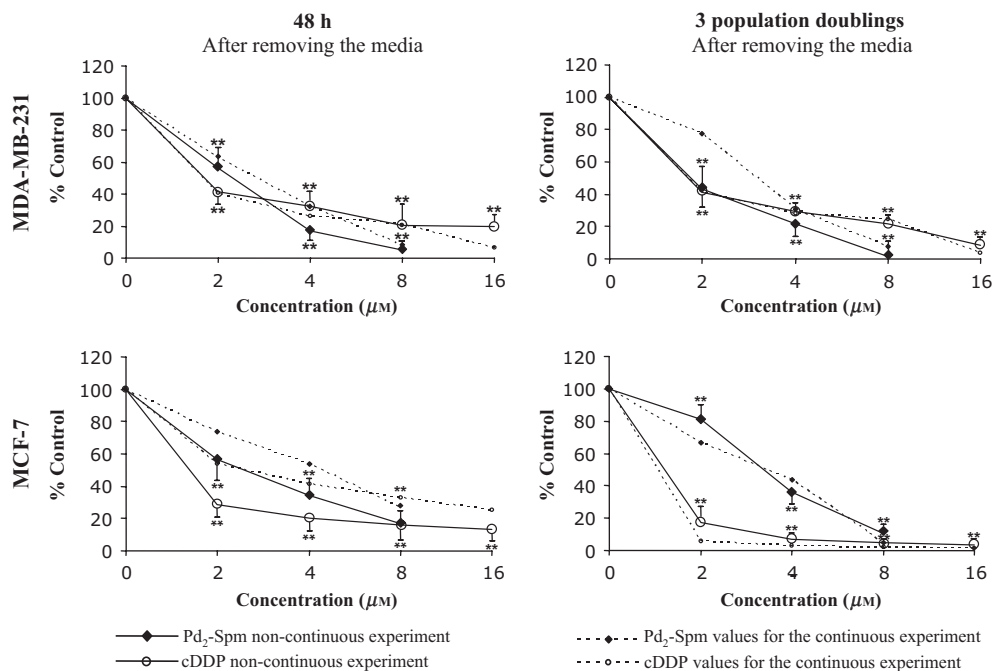 48 h
After removing the media
3 population doublings
After removing the media
MDA-MB-231
% Control
120
100
80
60
40
20
0
**
**
**
**
**
**
**
0 2 4 8 16
Concentration (μM)
% Control
120
100
80
60
40
20
0
**
**
**
**
**
**
**
0 2 4 8 16
Concentration (μM)
MCF-7
% Control
120
100
80
60
40
20
0
**
**
**
**
**
**
**
0 2 4 8 16
Concentration (μM)
% Control
120
100
80
60
40
20
0
**
**
**
**
**
**
**
0 2 4 8 16
Concentration (μM)
Pd₂-Spm non-continuous experiment
cDDP non-continuous experiment
Pd₂-Spm values for the continuous experiment
cDDP values for the continuous experiment